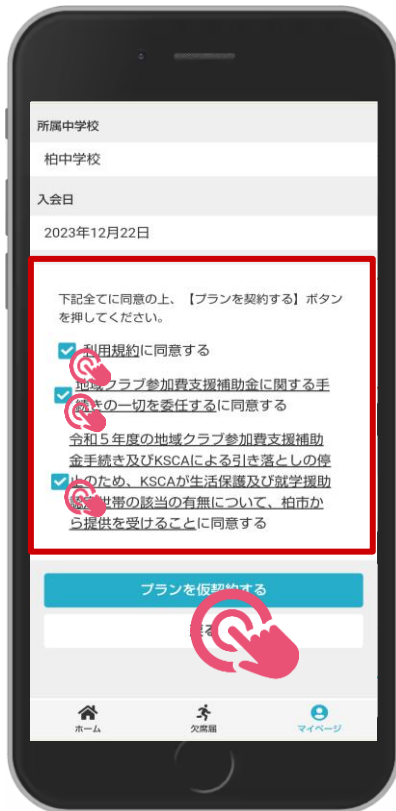 所属中学校
柏中学校
入会日
2023年12月22日
下記全てに同意の上、【プランを契約する】ボタン
を押してください。
利用規約に同意する
地域クラブ参加費支援補助金に関する手
続きの一切を委任するに同意する
令和5年度の地域クラブ参加費支援補助
金手続き及びKSCAによる引き落としの停
止のため、KSCAが生活保護及び就学援助
認定世帯の該当の有無について、柏市か
ら提供を受けることに同意する
プランを仮契約する
戻る
ホーム
欠席届
マイページ